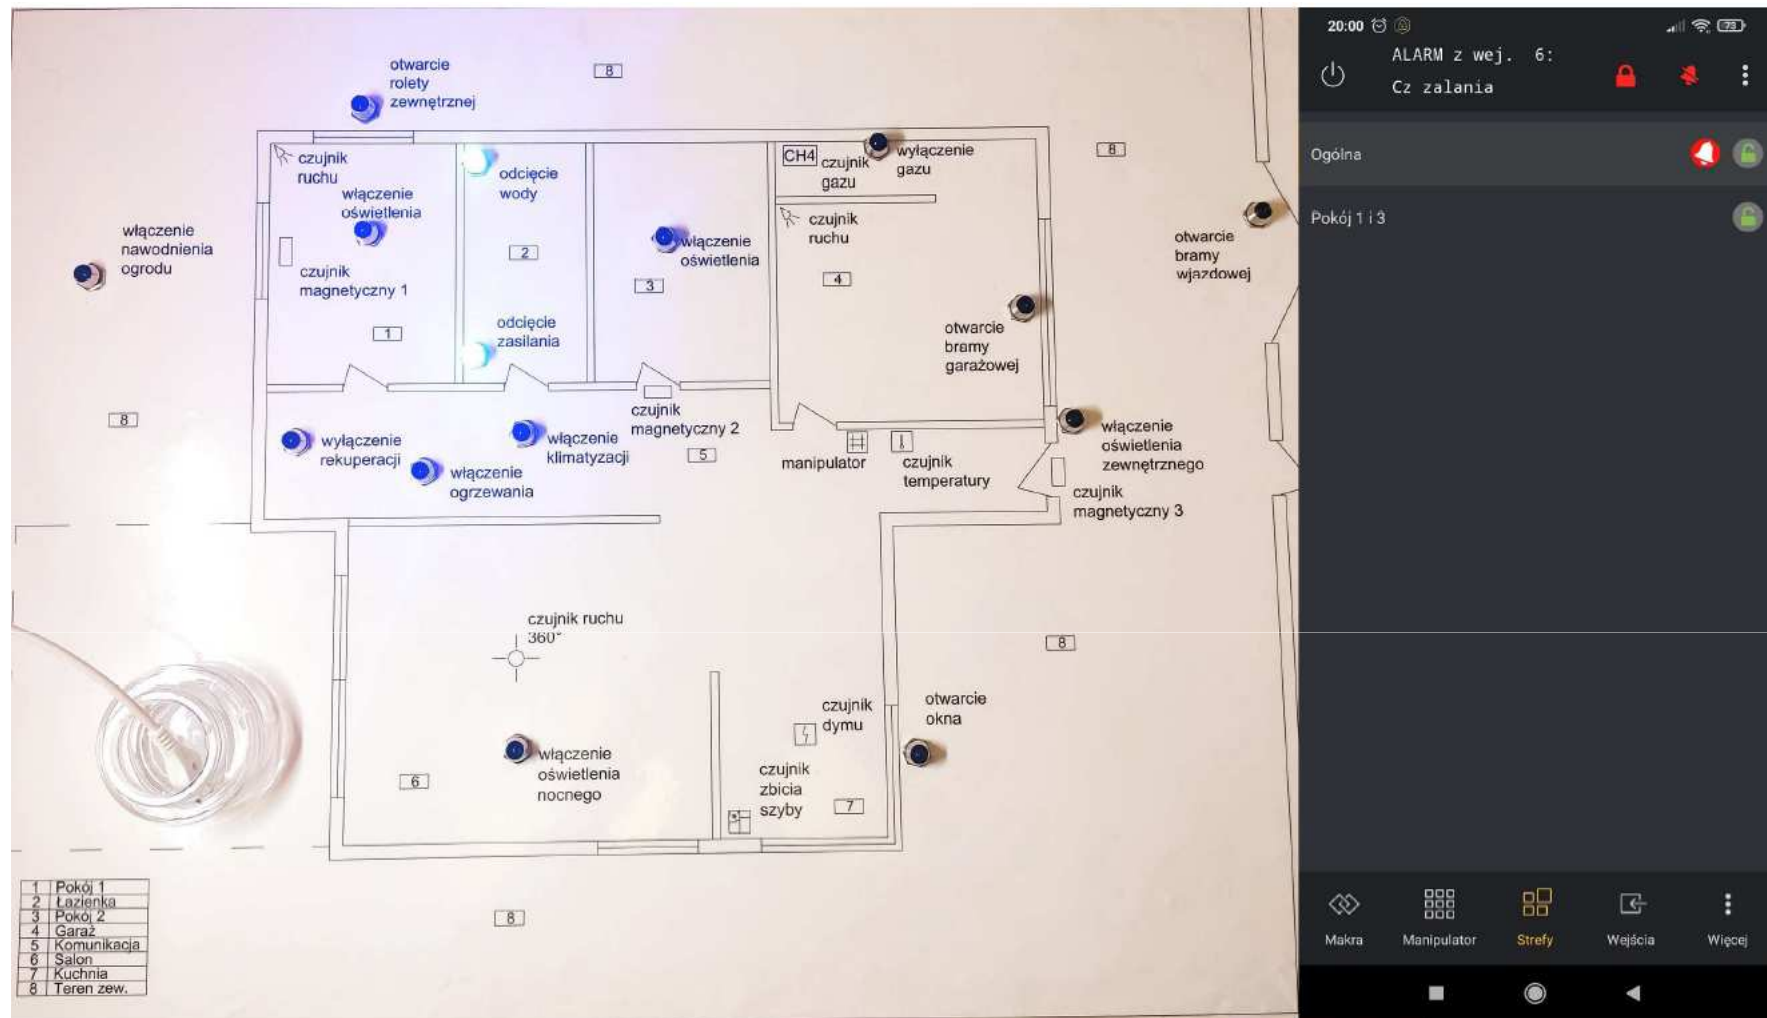 otwarcie
rolety
zewnętrznej
8
czujnik
ruchu
włączenie
oświetlenia
czujnik
magnetyczny 1
1
odcięcie
wody
2
odcięcie
zasilania
włączenie
oświetlenia
3
CH4
czujnik
gazu
wyłączenie
gazu
czujnik
ruchu
4
otwarcie
bramy
garażowej
8
otwarcie
bramy
wjazdowej
włączenie
nawodnienia
ogrodu
8
wyłączenie
rekuperacji
włączenie
ogrzewania
włączenie
klimatyzacji
czujnik
magnetyczny 2
5
manipulator
czujnik
temperatury
włączenie
oświetlenia
zewnętrznego
czujnik
magnetyczny 3
czujnik ruchu
360°
włączenie
oświetlenia
nocnego
6
czujnik
dymu
czujnik
zbicia
szyby
7
otwarcie
okna
8
8
1 Pokój 1
2 Łazienka
3 Pokój 2
4 Garaż
5 Komunikacja
6 Salon
7 Kuchnia
8 Teren zew.
20:00
73
ALARM z wej. 6:
Cz zalania
Ogólna
Pokój 1 i 3
Makra
Manipulator
Strefy
Wejścia
Więcej